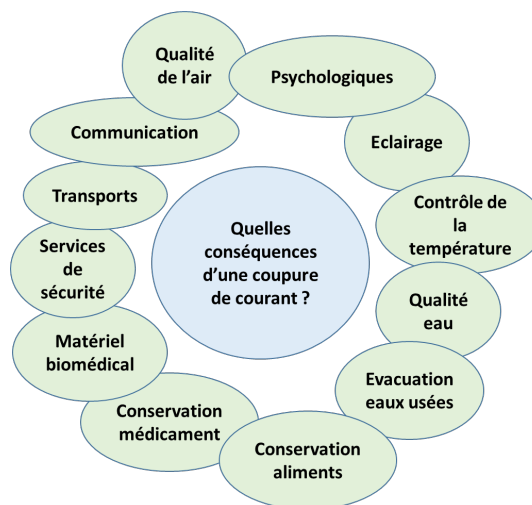 Qualité
de l'air
Psychologiques
Communication
Eclairage
Transports
Contrôle de
la
température
Quelles
conséquences
d'une coupure
de courant ?
Services
de
sécurité
Qualité
eau
Matériel
biomédical
Evacuation
eaux usées
Conservation
médicament
Conservation
aliments